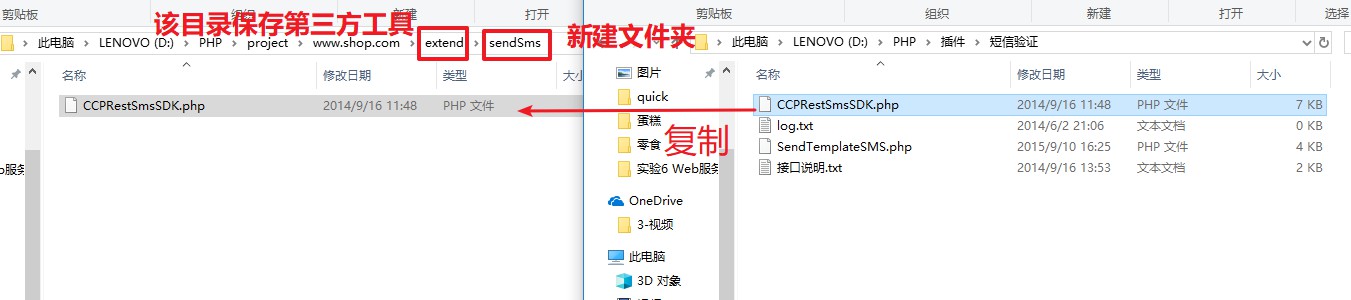 剪贴板 组织 新建 打开
该目录保存第三方工具
此电脑 LENOVO (D:) PHP project www.shop.com extend sendSms
名称 修改日期 类型 大小
CCPRestSmsSDK.php 2014/9/16 11:48 PHP 文件
b服务
剪贴板 组织 新建 打开 选择
新建文件夹
此电脑 LENOVO (D:) PHP 插件 短信验证
图片
quick
蛋糕
零食
实验6 Web服务
OneDrive
3-视频
此电脑
3D 对象
名称 修改日期 类型 大小
CCPRestSmsSDK.php 2014/9/16 11:48 PHP 文件 7 KB
log.txt 2014/6/2 21:06 文本文档 0 KB
SendTemplateSMS.php 2015/9/10 16:25 PHP 文件 4 KB
接口说明.txt 2014/9/16 13:53 文本文档 2 KB
复制